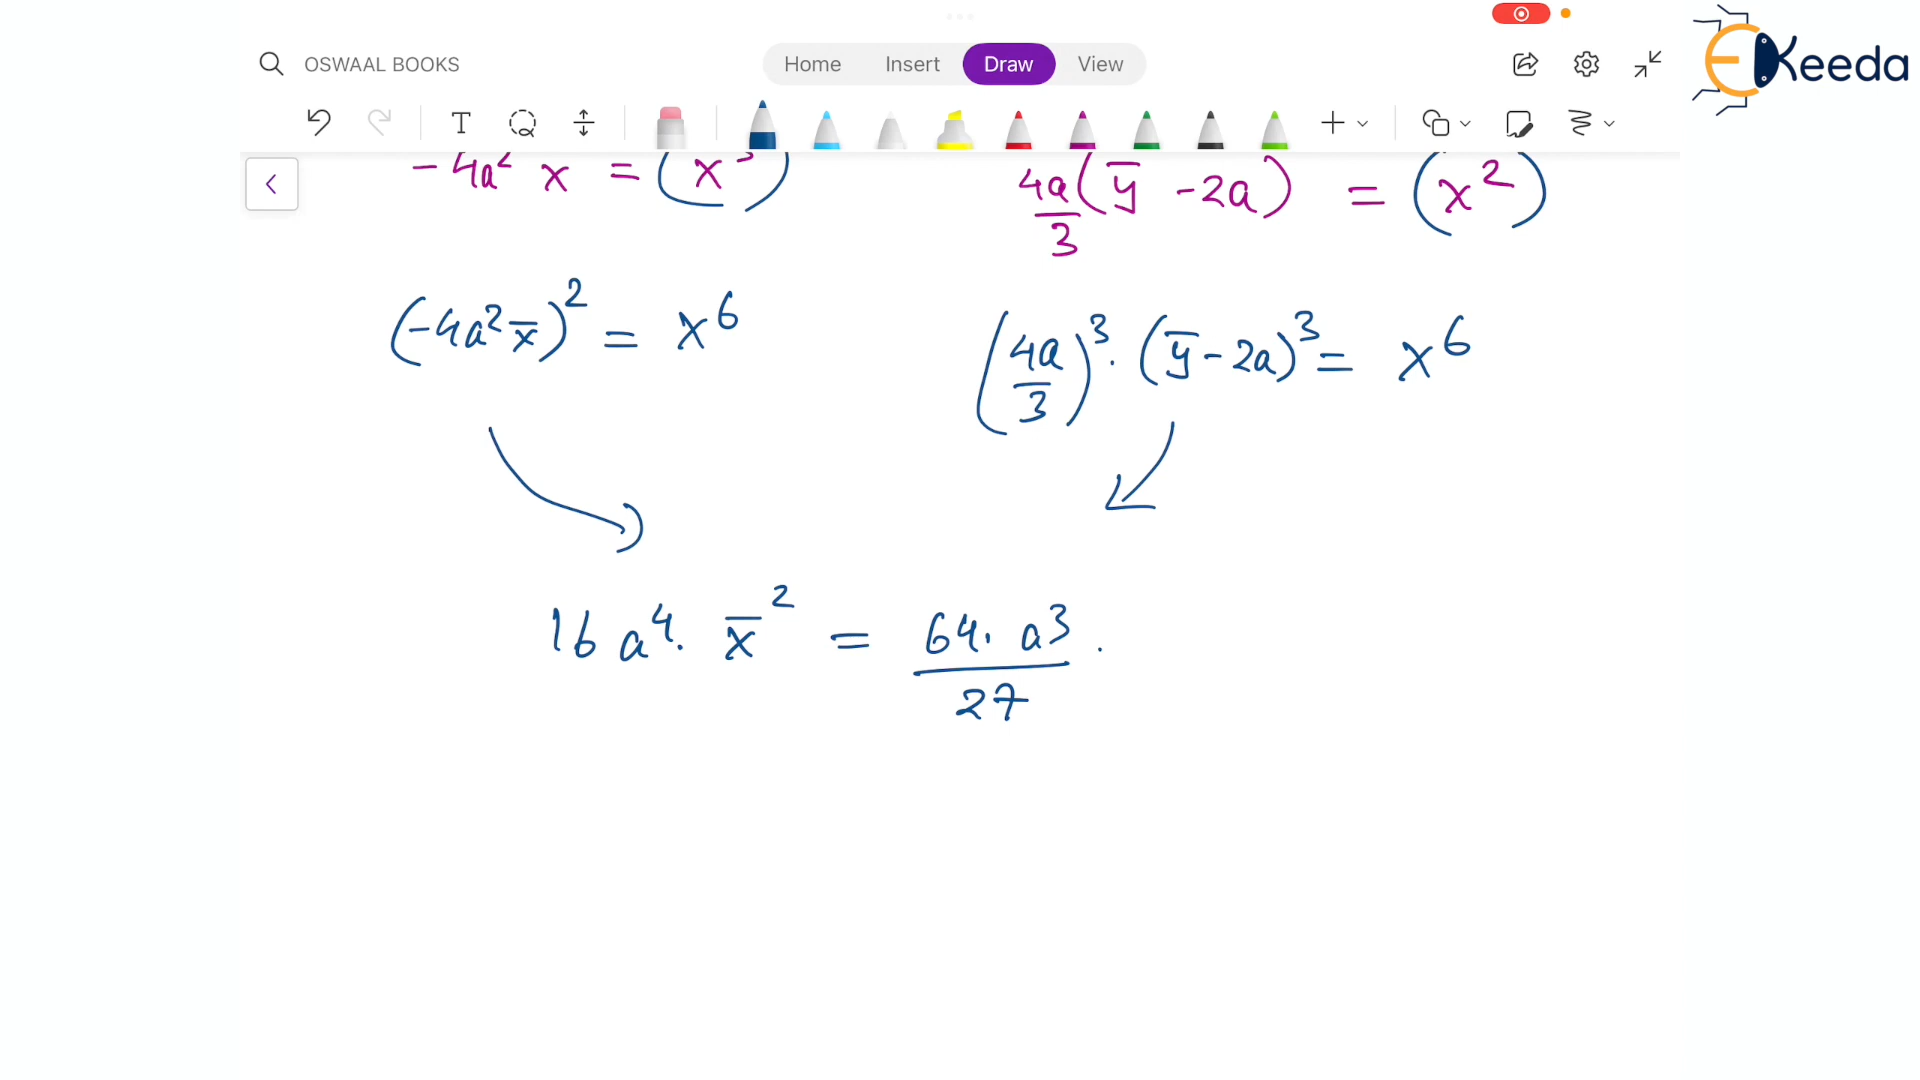 Keeda
OSWAAL BOOKS
Home Insert Draw View
T
-4a² x = (x³) 4a/3 (y̅ -2a) = (x²)
(-4a² x̅)² = x⁶ (4a/3)³ · (y̅ - 2a)³ = x⁶
16 a⁴ · x̅² = 64 · a³ / 27 ·